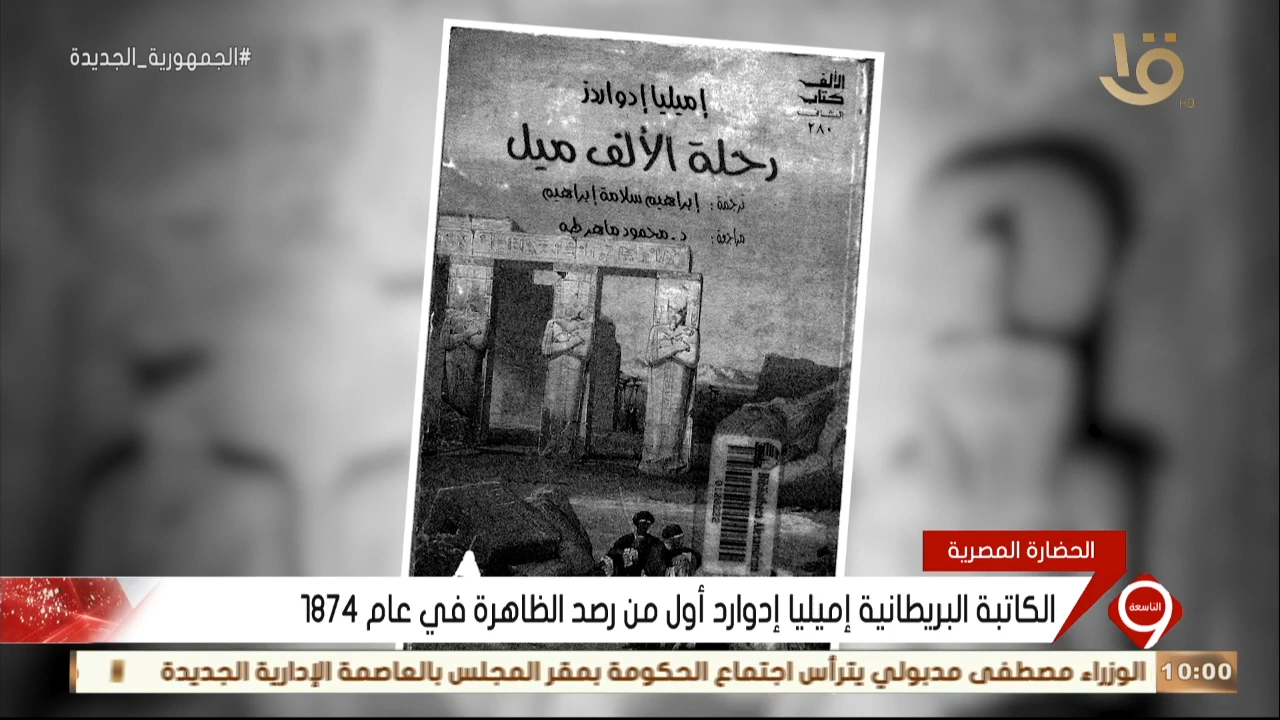 #الجمهورية_الجديدة
HD
الألف
كتاب
الثاني
٢٨٠
إميليا إدواردز
رحلة الألف ميل
ترجمة: إبراهيم سلامة إبراهيم
مراجعة: د. محمود ماهر طه
الحضارة المصرية
التاسعة
9
الكاتبة البريطانية إميليا إدوارد أول من رصد الظاهرة في عام 1874
10:00
الوزراء مصطفى مدبولي يترأس اجتماع الحكومة بمقر المجلس بالعاصمة الإدارية الجديدة